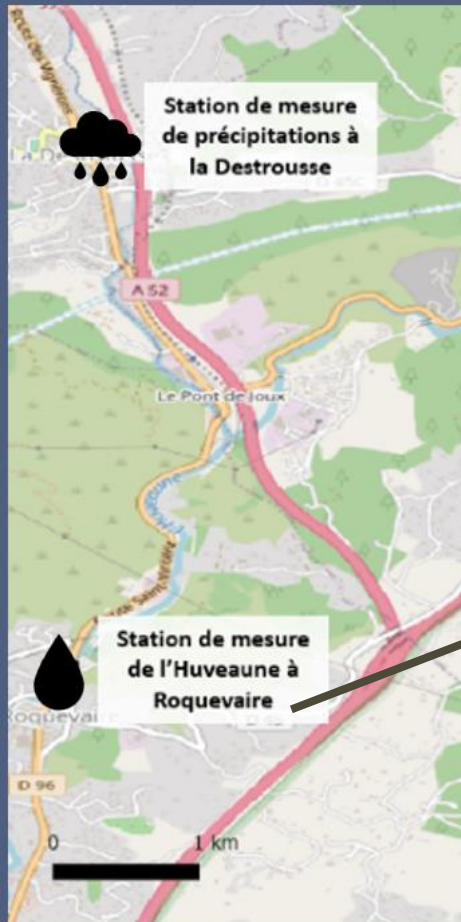 Station de mesure
de précipitations à
la Destrousse
A 52
Le Pont de Joux
Station de mesure
de l'Huveaune à
Roquevaire
Roquevaire
D 96
0 1 km